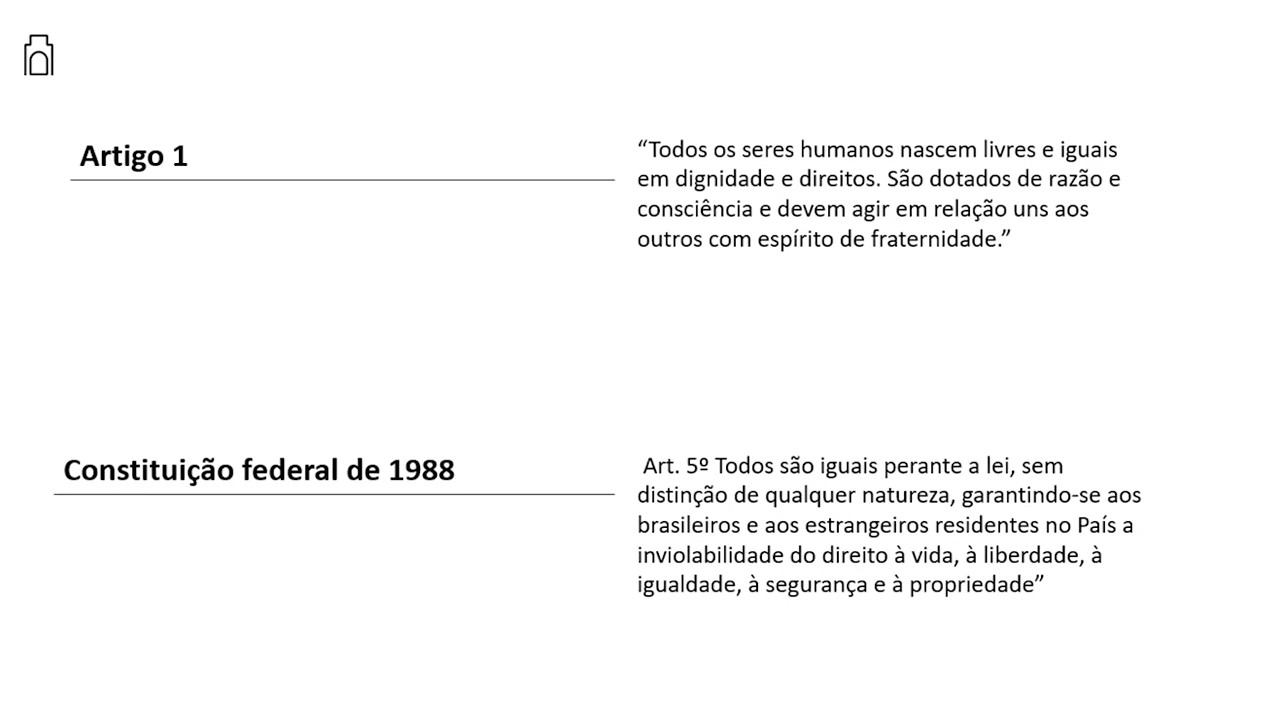 Artigo 1
“Todos os seres humanos nascem livres e iguais
em dignidade e direitos. São dotados de razão e
consciência e devem agir em relação uns aos
outros com espírito de fraternidade.”
Constituição federal de 1988
Art. 5º Todos são iguais perante a lei, sem
distinção de qualquer natureza, garantindo-se aos
brasileiros e aos estrangeiros residentes no País a
inviolabilidade do direito à vida, à liberdade, à
igualdade, à segurança e à propriedade”